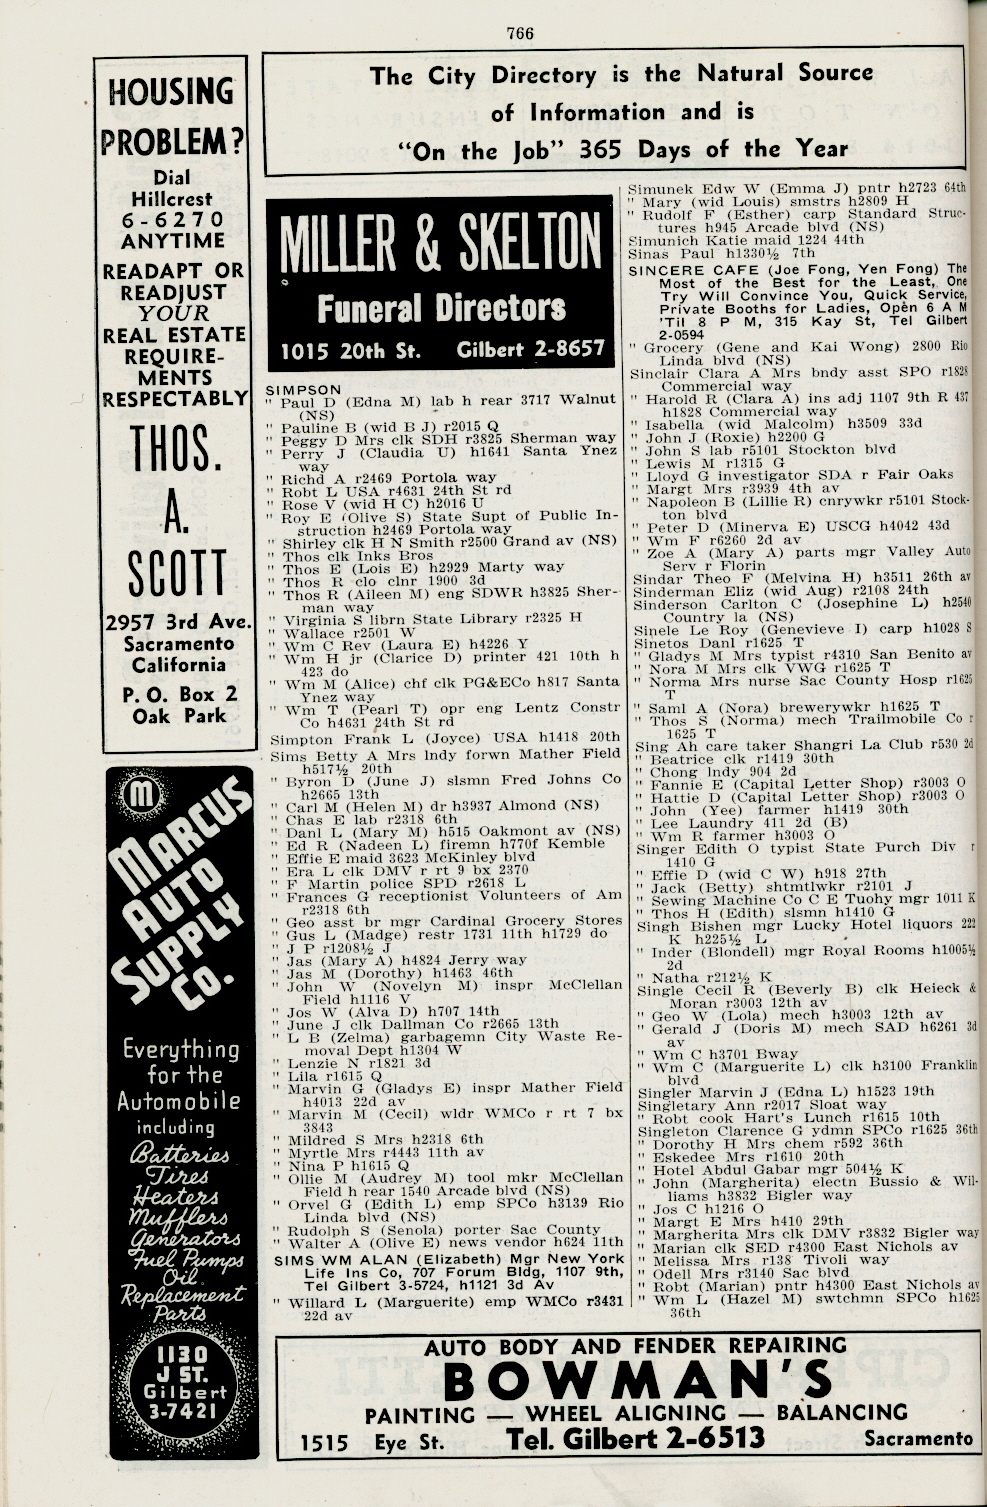 766
HOUSING
PROBLEM?
Dial
Hillcrest
6-6270
ANYTIME
READAPT OR
READJUST
YOUR
REAL ESTATE
REQUIRE-
MENTS
RESPECTABLY
THOS.
A.
SCOTT
2957 3rd Ave.
Sacramento
California
P. O. Box 2
Oak Park
M
MARCUS
AUTO
SUPPLY
CO.
Everything
for the
Automobile
including
Batteries
Tires
Heaters
Mufflers
Generators
Fuel Pumps
Oil
Replacement
Parts
1130
J ST.
Gilbert
3-7421
The City Directory is the Natural Source
of Information and is
"On the Job" 365 Days of the Year
MILLER & SKELTON
Funeral Directors
1015 20th St. Gilbert 2-8657
SIMPSON
" Paul D (Edna M) lab h rear 3717 Walnut
(NS)
" Pauline B (wid B J) r2015 Q
" Peggy D Mrs clk SDH r3825 Sherman way
" Perry J (Claudia U) h1641 Santa Ynez
way
" Richd A r2469 Portola way
" Robt L USA r4631 24th St rd
" Rose V (wid H C) h2016 U
" Roy E (Olive S) State Supt of Public In-
struction h2469 Portola way
" Shirley clk H N Smith r2500 Grand av (NS)
" Thos clk Inks Bros
" Thos E (Lois E) h2929 Marty way
" Thos R clo clnr 1900 3d
" Thos R (Aileen M) eng SDWR h3825 Sher-
man way
" Virginia S librn State Library r2325 H
" Wallace r2501 W
" Wm C Rev (Laura E) h4226 Y
" Wm H jr (Clarice D) printer 421 10th h
423 do
" Wm M (Alice) chf clk PG&ECo h817 Santa
Ynez way
" Wm T (Pearl T) opr eng Lentz Constr
Co h4631 24th St rd
Simpton Frank L (Joyce) USA h1418 20th
Sims Betty A Mrs lndy forwn Mather Field
h517½ 20th
" Byron D (June J) slsmn Fred Johns Co
h2665 13th
" Carl M (Helen M) dr h3937 Almond (NS)
" Chas E lab r2318 6th
" Danl L (Mary M) h515 Oakmont av (NS)
" Ed R (Nadeen L) firemn h770f Kemble
" Effie E maid 3623 McKinley blvd
" Era L clk DMV r rt 9 bx 2370
" F Martin police SPD r2618 L
" Frances G receptionist Volunteers of Am
r2318 6th
" Geo asst br mgr Cardinal Grocery Stores
" Gus L (Madge) restr 1731 11th h1729 do
" J P r1208½ J
" Jas (Mary A) h4824 Jerry way
" Jas M (Dorothy) h1463 46th
" John W (Novelyn M) inspr McClellan
Field h1116 V
" Jos W (Alva D) h707 14th
" June J clk Dallman Co r2665 13th
" L B (Zelma) garbagemn City Waste Re-
moval Dept h1304 W
" Lenzie N r1821 3d
" Lila r1615 Q
" Marvin G (Gladys E) inspr Mather Field
h4013 22d av
" Marvin M (Cecil) wldr WMCo r rt 7 bx
3843
" Mildred S Mrs h2318 6th
" Myrtle Mrs r4443 11th av
" Nina P h1615 Q
" Ollie M (Audrey M) tool mkr McClellan
Field h rear 1540 Arcade blvd (NS)
" Orvel G (Edith L) emp SPCo h3139 Rio
Linda blvd (NS)
" Rudolph S (Senola) porter Sac County
" Walter A (Olive E) news vendor h624 11th
SIMS WM ALAN (Elizabeth) Mgr New York
Life Ins Co, 707 Forum Bldg, 1107 9th,
Tel Gilbert 3-5724, h1121 3d Av
" Willard L (Marguerite) emp WMCo r3431
22d av
Simunek Edw W (Emma J) pntr h2723 64th
" Mary (wid Louis) smstrs h2809 H
" Rudolf F (Esther) carp Standard Struc-
tures h945 Arcade blvd (NS)
Simunich Katie maid 1224 44th
Sinas Paul h1330½ 7th
SINCERE CAFE (Joe Fong, Yen Fong) The
Most of the Best for the Least, One
Try Will Convince You, Quick Service,
Private Booths for Ladies, Open 6 A M
'Til 8 P M, 315 Kay St, Tel Gilbert
2-0594
" Grocery (Gene and Kai Wong) 2800 Rio
Linda blvd (NS)
Sinclair Clara A Mrs bndy asst SPO r1828
Commercial way
" Harold R (Clara A) ins adj 1107 9th R 437
h1828 Commercial way
" Isabella (wid Malcolm) h3509 33d
" John J (Roxie) h2200 G
" John S lab r5101 Stockton blvd
" Lewis M r1315 G
" Lloyd G investigator SDA r Fair Oaks
" Margt Mrs r3939 4th av
" Napoleon B (Lillie R) cnrywkr r5101 Stock-
ton blvd
" Peter D (Minerva E) USCG h4042 43d
" Wm F r6260 2d av
" Zoe A (Mary A) parts mgr Valley Auto
Serv r Florin
Sindar Theo F (Melvina H) h3511 26th av
Sinderman Eliz (wid Aug) r2108 24th
Sinderson Carlton C (Josephine L) h2540
Country la (NS)
Sinele Le Roy (Genevieve I) carp h1028 S
Sinetos Danl r1625 T
" Gladys M Mrs typist r4310 San Benito av
" Nora M Mrs clk VWG r1625 T
" Norma Mrs nurse Sac County Hosp r1625
T
" Saml A (Nora) brewerywkr h1625 T
" Thos S (Norma) mech Trailmobile Co r
1625 T
Sing Ah care taker Shangri La Club r530 2d
" Beatrice clk r1419 30th
" Chong lndy 904 2d
" Fannie E (Capital Letter Shop) r3003 O
" Hattie D (Capital Letter Shop) r3003 O
" John (Yee) farmer h1419 30th
" Lee Laundry 411 2d (B)
" Wm R farmer h3003 O
Singer Edith O typist State Purch Div r
1410 G
" Effie D (wid C W) h918 27th
" Jack (Betty) shtmtlwkr r2101 J
" Sewing Machine Co C E Tuohy mgr 1011 K
" Thos H (Edith) slsmn h1410 G
Singh Bishen mgr Lucky Hotel liquors 222
K h225½ L
" Inder (Blondell) mgr Royal Rooms h1005½
2d
" Natha r212½ K
Single Cecil R (Beverly B) clk Heieck &
Moran r3003 12th av
" Geo W (Lola) mech h3003 12th av
" Gerald J (Doris M) mech SAD h6261 3d
av
" Wm C h3701 Bway
" Wm C (Marguerite L) clk h3100 Franklin
blvd
Singler Marvin J (Edna L) h1523 19th
Singletary Ann r2017 Sloat way
" Robt cook Hart's Lunch r1615 10th
Singleton Clarence G ydmn SPCo r1625 36th
" Dorothy H Mrs chem r592 36th
" Eskedee Mrs r1610 20th
" Hotel Abdul Gabar mgr 504½ K
" John (Margherita) electn Bussio & Wil-
liams h3832 Bigler way
" Jos C h1216 O
" Margt E Mrs h410 29th
" Margherita Mrs clk DMV r3832 Bigler way
" Marian clk SED r4300 East Nichols av
" Melissa Mrs r138 Tivoli way
" Odell Mrs r3140 Sac blvd
" Robt (Marian) pntr h4300 East Nichols av
" Wm L (Hazel M) swtchmn SPCo h1625
36th
AUTO BODY AND FENDER REPAIRING
BOWMAN'S
PAINTING — WHEEL ALIGNING — BALANCING
1515 Eye St. Tel. Gilbert 2-6513 Sacramento